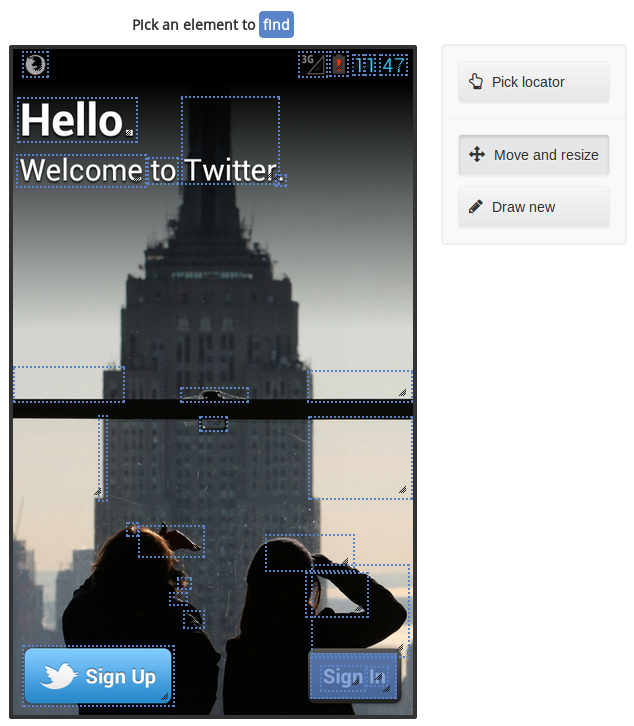 Pick an element to find
Pick locator
Move and resize
Draw new
3G 11:47
Hello.
Welcome to Twitter.
Sign Up
Sign In